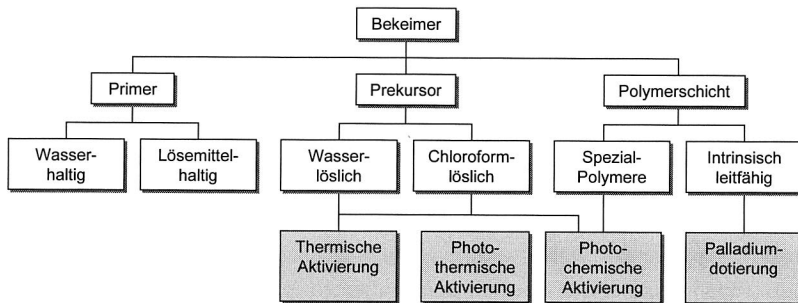 Bekeimer
Primer
Prekursor
Polymerschicht
Wasser-
haltig
Lösemittel-
haltig
Wasser-
löslich
Chloroform-
löslich
Spezial-
Polymere
Intrinsisch
leitfähig
Thermische
Aktivierung
Photo-
thermische
Aktivierung
Photo-
chemische
Aktivierung
Palladium-
dotierung